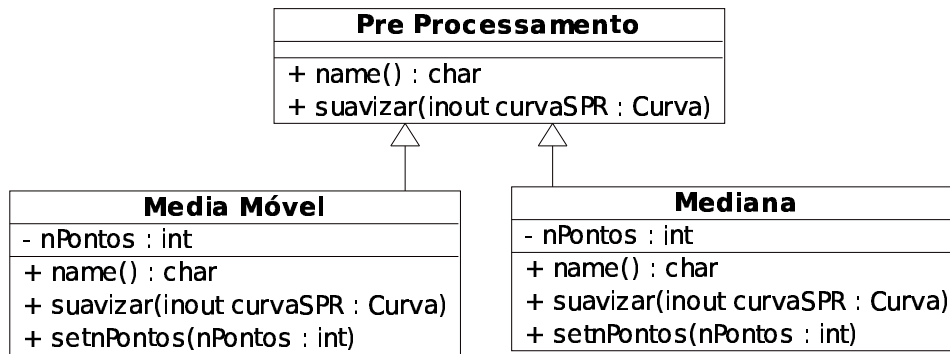 Pre Processamento
+ name() : char
+ suavizar(inout curvaSPR : Curva)
Media Móvel
- nPontos : int
+ name() : char
+ suavizar(inout curvaSPR : Curva)
+ setnPontos(nPontos : int)
Mediana
- nPontos : int
+ name() : char
+ suavizar(inout curvaSPR : Curva)
+ setnPontos(nPontos : int)